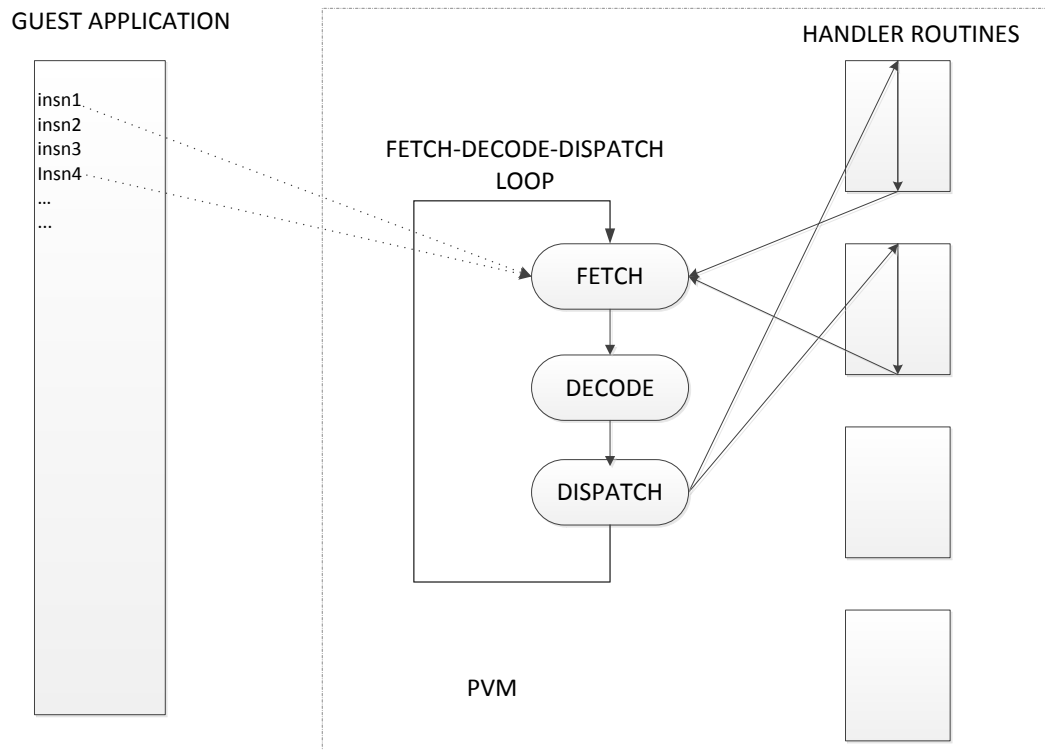 GUEST APPLICATION
insn1
insn2
insn3
Insn4
...
...
FETCH-DECODE-DISPATCH
LOOP
FETCH
DECODE
DISPATCH
PVM
HANDLER ROUTINES